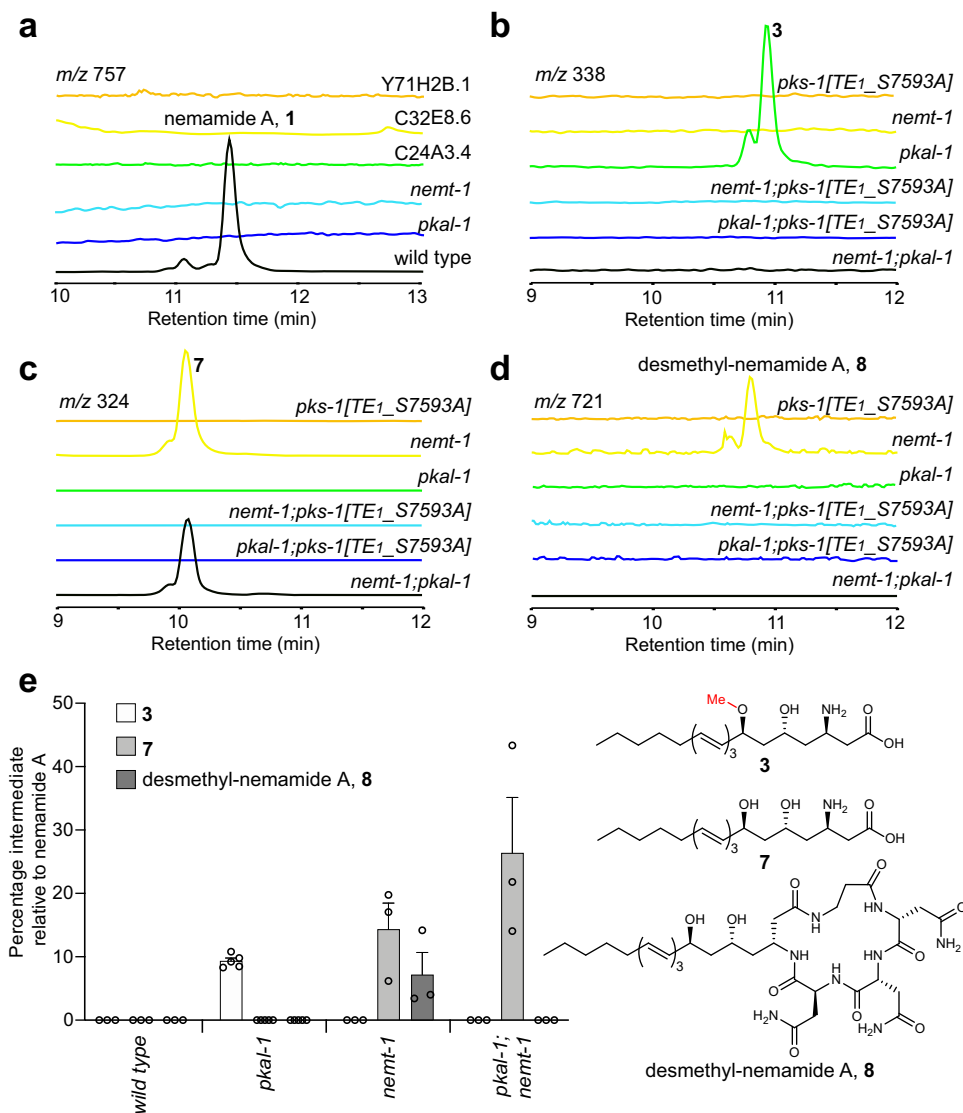 a
m/z 757
Y71H2B.1
nemamide A, 1
C32E8.6
C24A3.4
nemt-1
pkal-1
wild type
10 11 12 13
Retention time (min)
b
m/z 338
3
pks-1[TE1_S7593A]
nemt-1
pkal-1
nemt-1;pks-1[TE1_S7593A]
pkal-1;pks-1[TE1_S7593A]
nemt-1;pkal-1
9 10 11 12
Retention time (min)
c
m/z 324
7
pks-1[TE1_S7593A]
nemt-1
pkal-1
nemt-1;pks-1[TE1_S7593A]
pkal-1;pks-1[TE1_S7593A]
nemt-1;pkal-1
9 10 11 12
Retention time (min)
d
desmethyl-nemamide A, 8
m/z 721
pks-1[TE1_S7593A]
nemt-1
pkal-1
nemt-1;pks-1[TE1_S7593A]
pkal-1;pks-1[TE1_S7593A]
nemt-1;pkal-1
9 10 11 12
Retention time (min)
e
Percentage intermediate
relative to nemamide A
50
40
30
20
10
0
3
7
desmethyl-nemamide A, 8
wild type
pkal-1
nemt-1
pkal-1;
nemt-1
Me
O OH NH2 O
OH
3
3
OH OH NH2 O
OH
3
7
O
O
N
H
HN
O
NH2
OH OH
O
3
NH
NH
O
H
N
O
O
H2N
O
H2N
O
desmethyl-nemamide A, 8